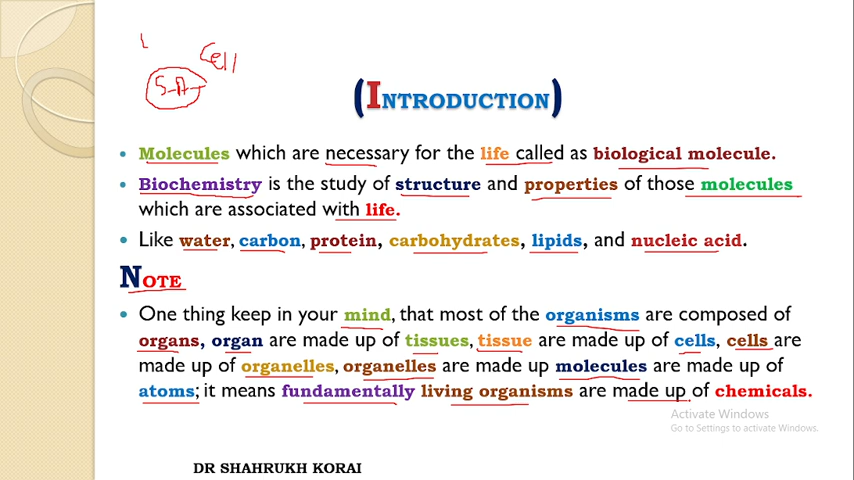 Cell
S-A-
(INTRODUCTION)
• Molecules which are necessary for the life called as biological molecule.
• Biochemistry is the study of structure and properties of those molecules
which are associated with life.
• Like water, carbon, protein, carbohydrates, lipids, and nucleic acid.
NOTE
• One thing keep in your mind, that most of the organisms are composed of
organs, organ are made up of tissues, tissue are made up of cells, cells are
made up of organelles, organelles are made up molecules are made up of
atoms; it means fundamentally living organisms are made up of chemicals.
Activate Windows
Go to Settings to activate Windows.
DR SHAHRUKH KORAI